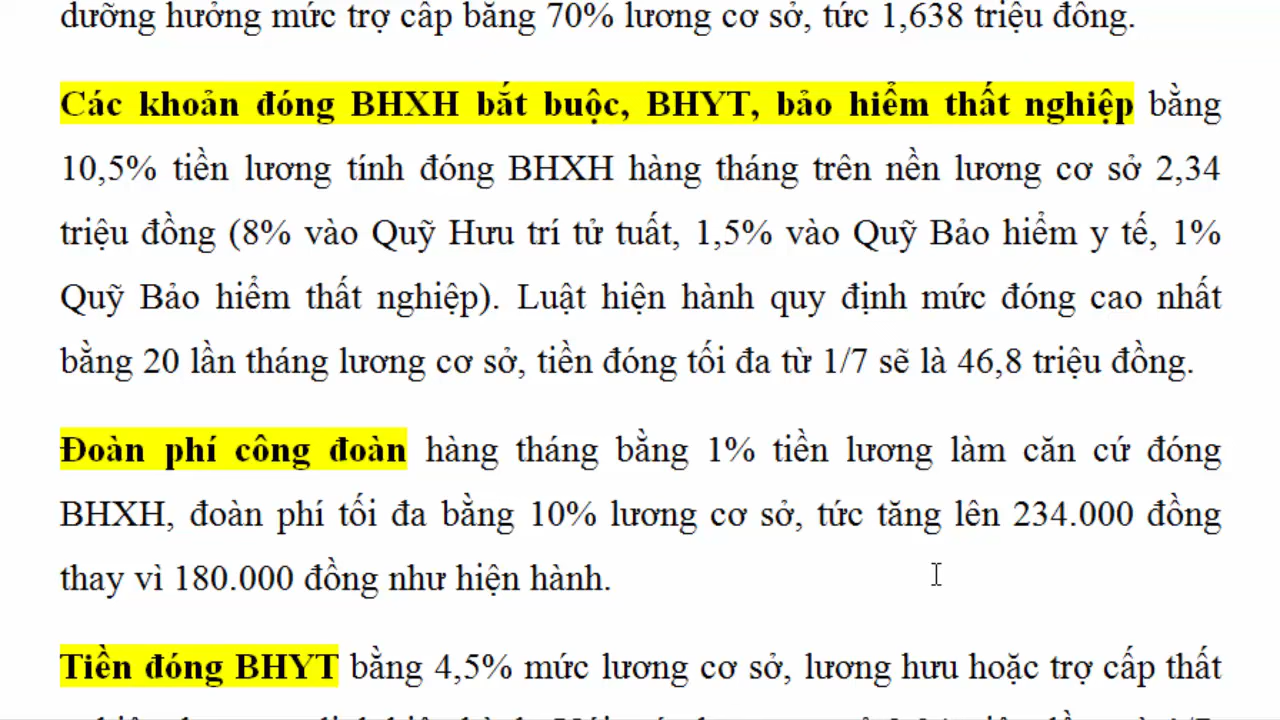 dưỡng hưởng mức trợ cấp bằng 70% lương cơ sở, tức 1,638 triệu đồng.
Các khoản đóng BHXH bắt buộc, BHYT, bảo hiểm thất nghiệp bằng
10,5% tiền lương tính đóng BHXH hàng tháng trên nền lương cơ sở 2,34
triệu đồng (8% vào Quỹ Hưu trí tử tuất, 1,5% vào Quỹ Bảo hiểm y tế, 1%
Quỹ Bảo hiểm thất nghiệp). Luật hiện hành quy định mức đóng cao nhất
bằng 20 lần tháng lương cơ sở, tiền đóng tối đa từ 1/7 sẽ là 46,8 triệu đồng.
Đoàn phí công đoàn hàng tháng bằng 1% tiền lương làm căn cứ đóng
BHXH, đoàn phí tối đa bằng 10% lương cơ sở, tức tăng lên 234.000 đồng
thay vì 180.000 đồng như hiện hành.
Tiền đóng BHYT bằng 4,5% mức lương cơ sở, lương hưu hoặc trợ cấp thất